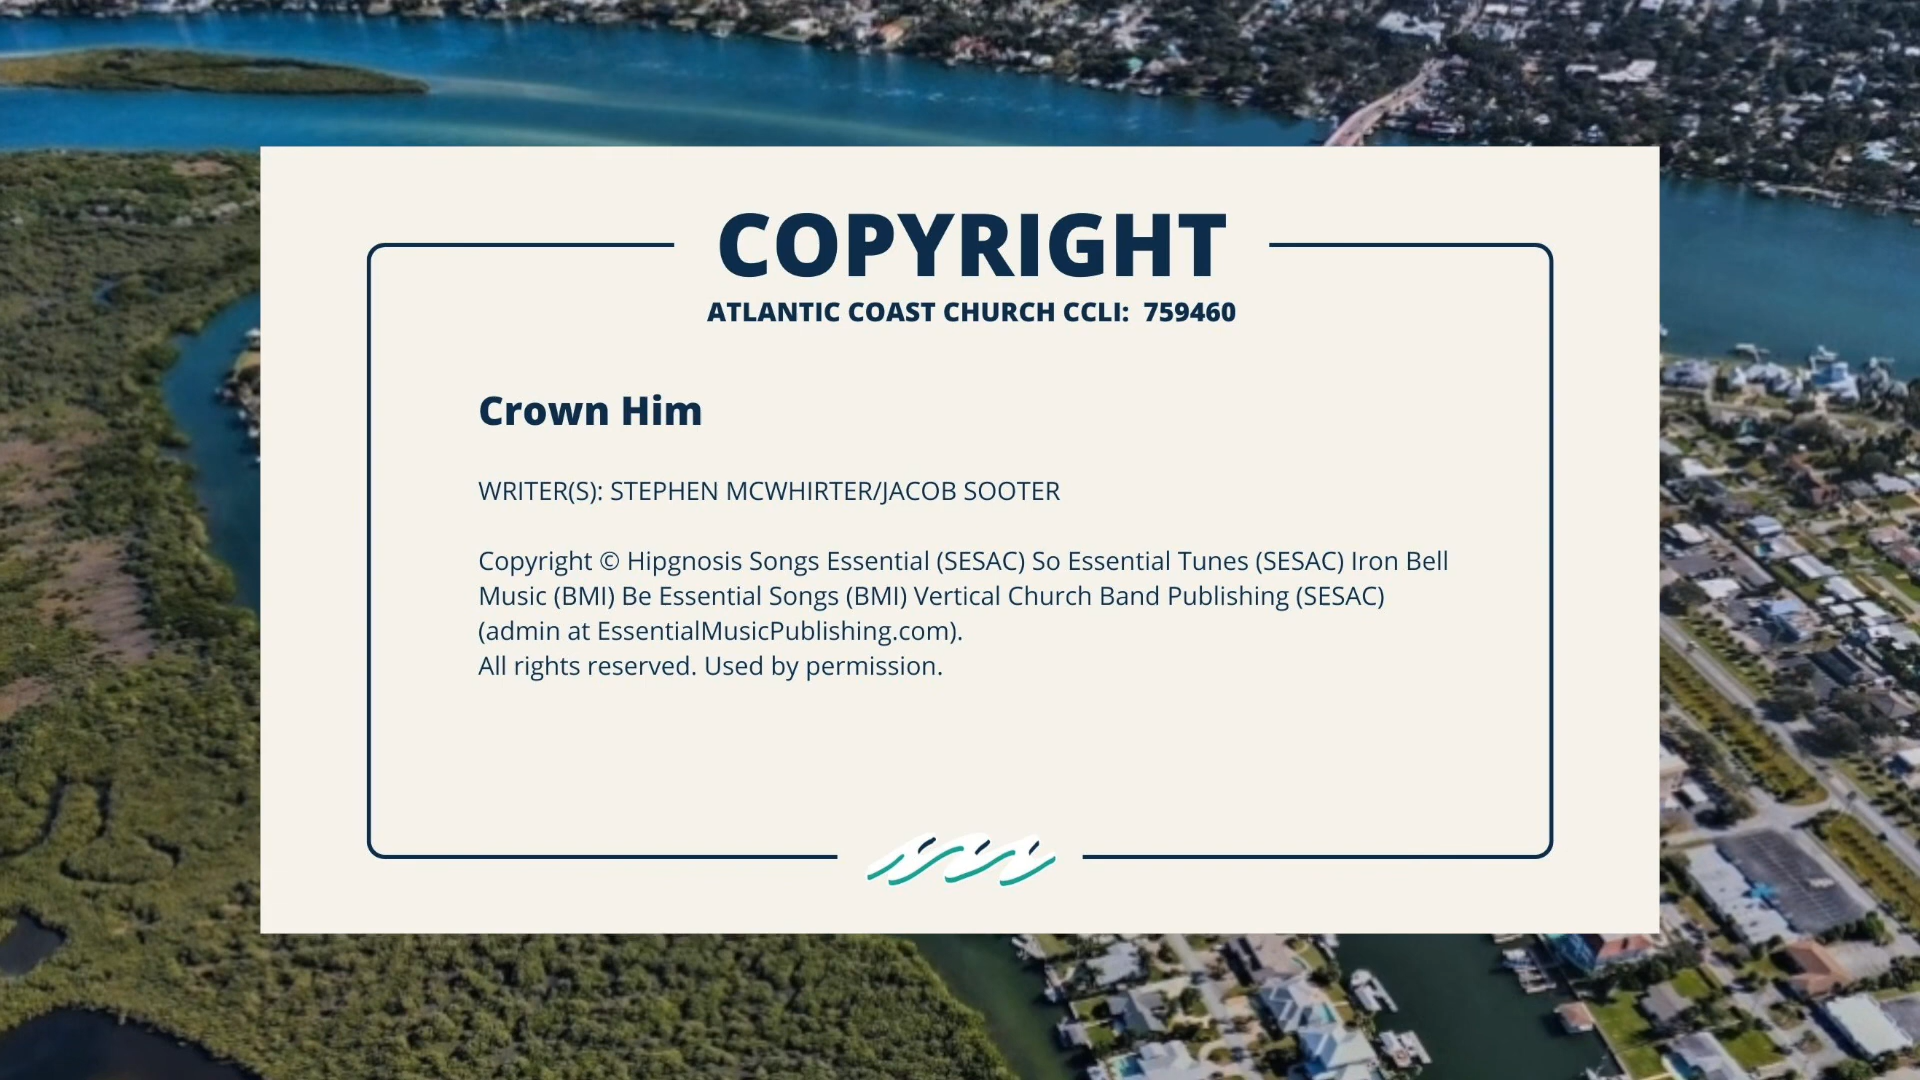 COPYRIGHT
ATLANTIC COAST CHURCH CCLI: 759460
Crown Him
WRITER(S): STEPHEN MCWHIRTER/JACOB SOOTER
Copyright © Hipgnosis Songs Essential (SESAC) So Essential Tunes (SESAC) Iron Bell
Music (BMI) Be Essential Songs (BMI) Vertical Church Band Publishing (SESAC)
(admin at EssentialMusicPublishing.com).
All rights reserved. Used by permission.